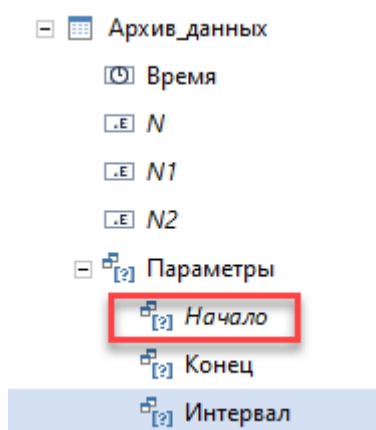 Архив_данных
Время
.E N
.E N1
.E N2
[?] Параметры
[?] Начало
[?] Конец
[?] Интервал